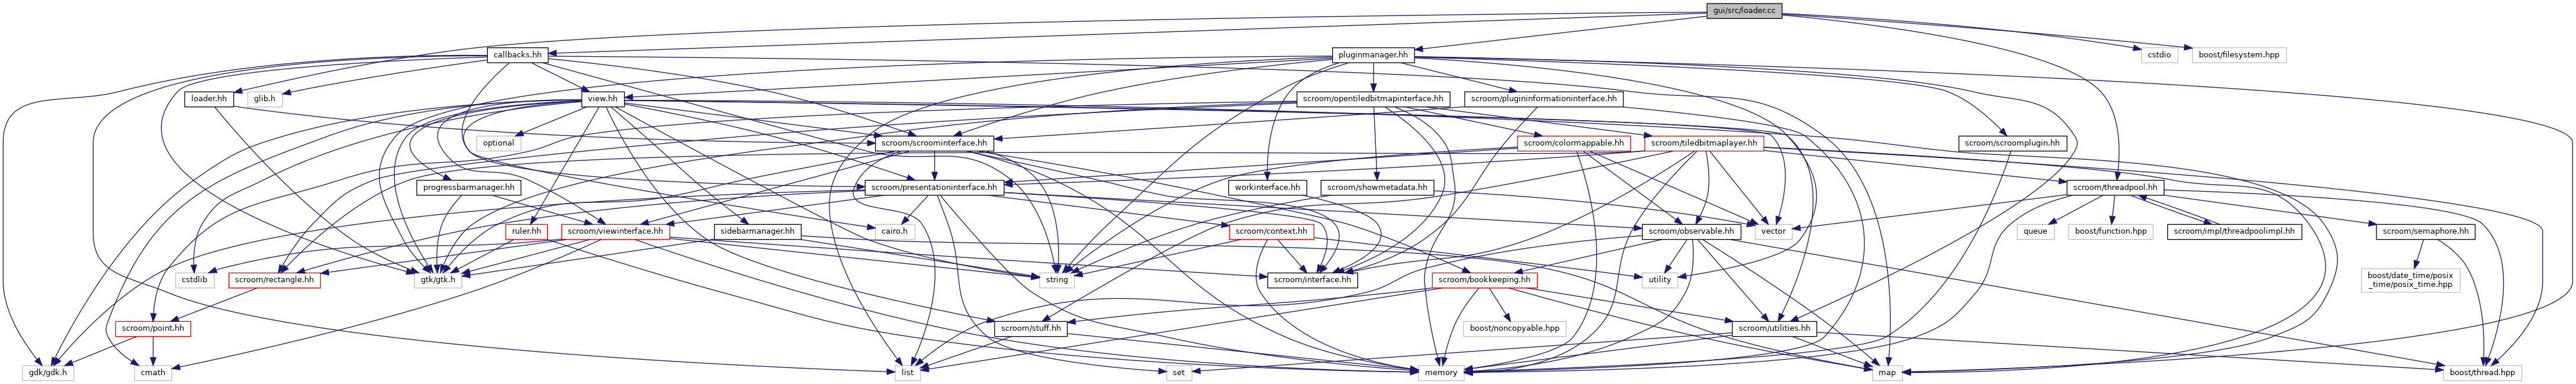 gui/src/loader.cc
callbacks.hh
pluginmanager.hh
cstdio
boost/filesystem.hpp
loader.hh
glib.h
view.hh
scroom/opentiledbitmapinterface.hh
scroom/plugininformationinterface.hh
optional
scroom/scroominterface.hh
scroom/colormappable.hh
scroom/tiledbitmaplayer.hh
scroom/scroomplugin.hh
progressbarmanager.hh
scroom/presentationinterface.hh
workinterface.hh
scroom/showmetadata.hh
scroom/threadpool.hh
ruler.hh
scroom/viewinterface.hh
sidebarmanager.hh
cairo.h
scroom/context.hh
scroom/observable.hh
vector
queue
boost/function.hpp
scroom/impl/threadpoolimpl.hh
scroom/semaphore.hh
cstdlib
scroom/rectangle.hh
gtk/gtk.h
string
scroom/interface.hh
scroom/bookkeeping.hh
utility
boost/date_time/posix
_time/posix_time.hpp
scroom/point.hh
scroom/stuff.hh
boost/noncopyable.hpp
scroom/utilities.hh
gdk/gdk.h
cmath
list
set
memory
map
boost/thread.hpp